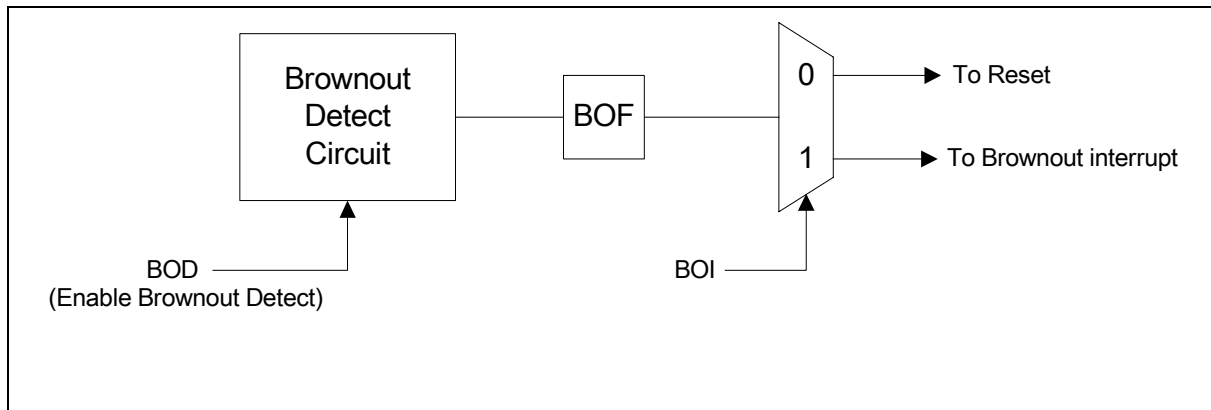 Brownout
Detect
Circuit
BOF
0
To Reset
1
To Brownout interrupt
BOD
(Enable Brownout Detect)
BOI